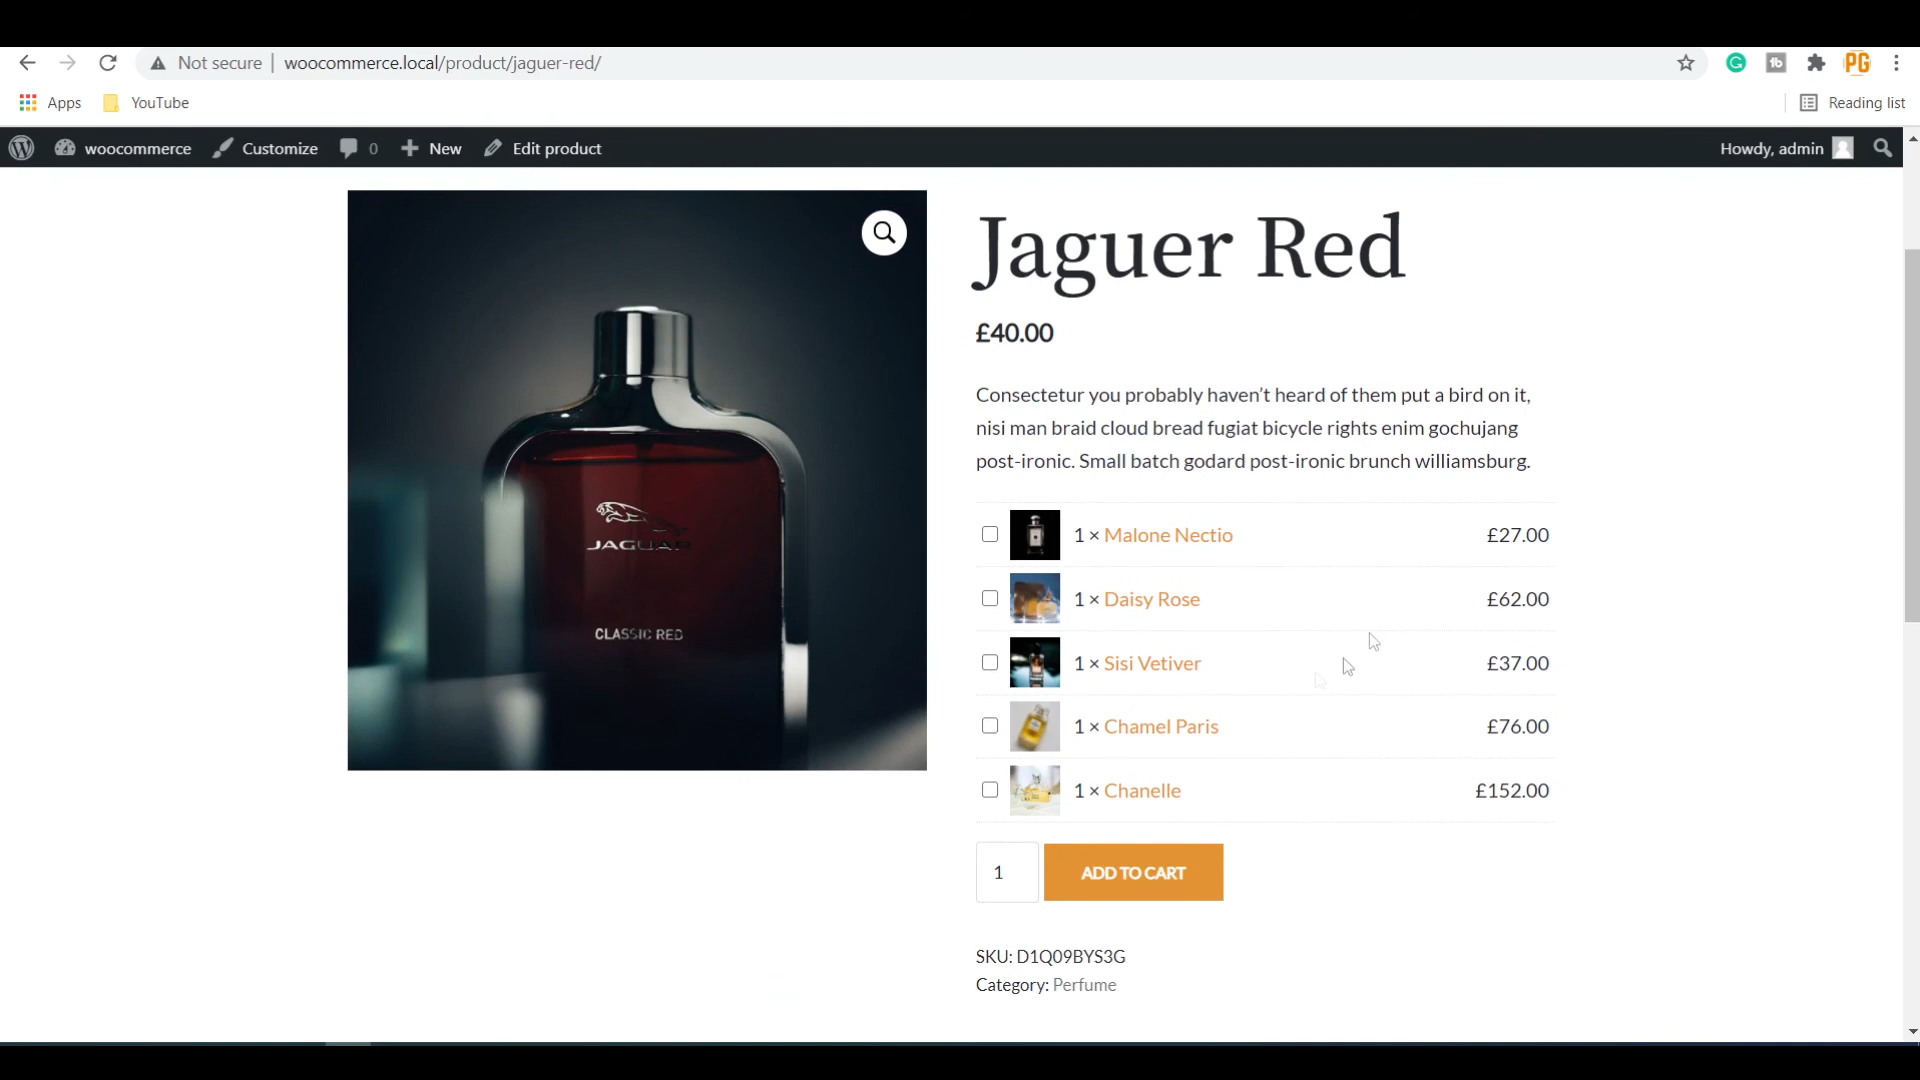 Not secure | woocommerce.local/product/jaguer-red/
PG
Apps YouTube Reading list
woocommerce Customize 0 New Edit product Howdy, admin
Jaguer Red
£40.00
Consectetur you probably haven’t heard of them put a bird on it,
nisi man braid cloud bread fugiat bicycle rights enim gochujang
post-ironic. Small batch godard post-ironic brunch williamsburg.
JAGUAR
CLASSIC RED
1 × Malone Nectio £27.00
1 × Daisy Rose £62.00
1 × Sisi Vetiver £37.00
1 × Chamel Paris £76.00
1 × Chanelle £152.00
1 ADD TO CART
SKU: D1Q09BYS3G
Category: Perfume